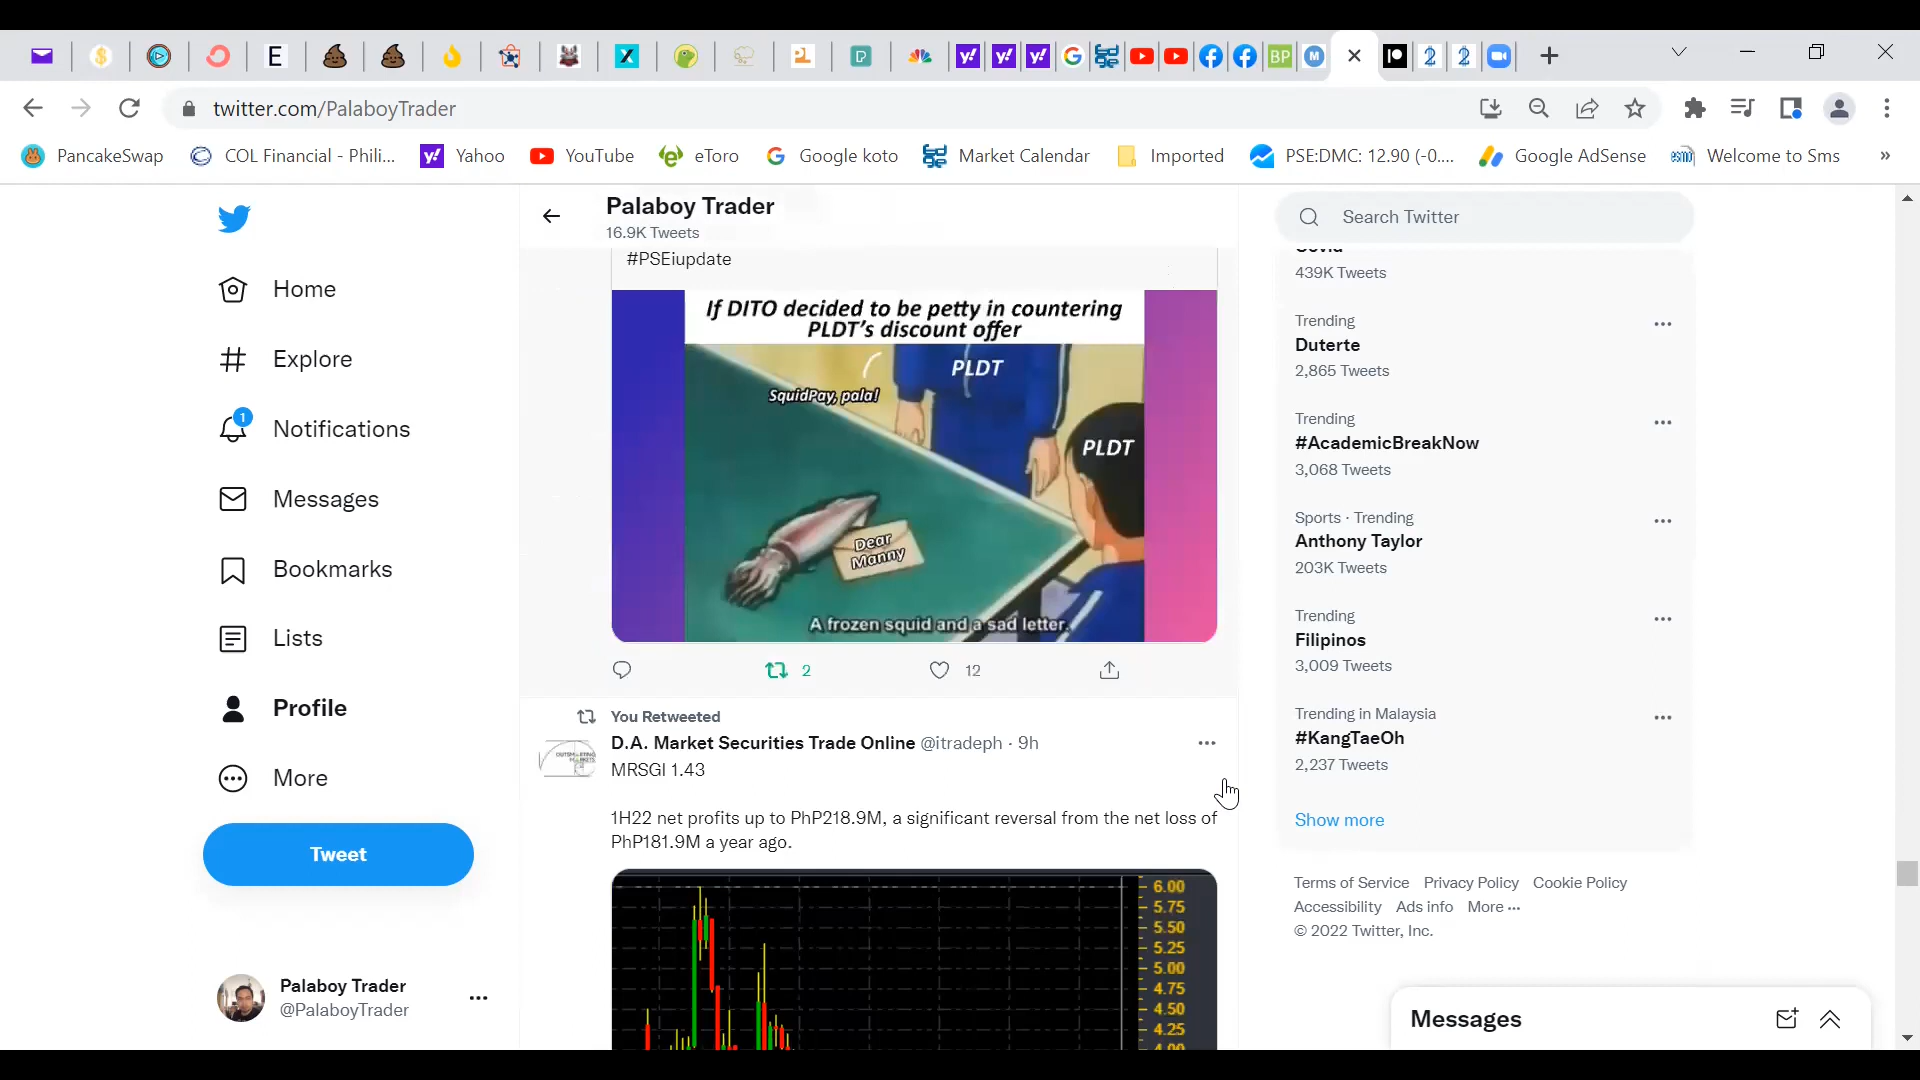 twitter.com/PalaboyTrader
PancakeSwap
COL Financial - Phili...
Yahoo
YouTube
eToro
Google koto
Market Calendar
Imported
PSE:DMC: 12.90 (-0....
Google AdSense
Welcome to Sms
»
Home
Explore
1
Notifications
Messages
Bookmarks
Lists
Profile
More
Tweet
Palaboy Trader
@PalaboyTrader
Palaboy Trader
16.9K Tweets
#PSEiupdate
If DITO decided to be petty in countering
PLDT's discount offer
PLDT
SquidPay, pala!
PLDT
Dear
Manny
A frozen squid and a sad letter.
2
12
You Retweeted
D.A. Market Securities Trade Online @itradeph · 9h
MRSGI 1.43
1H22 net profits up to PhP218.9M, a significant reversal from the net loss of
PhP181.9M a year ago.
6.00
5.75
5.50
5.25
5.00
4.75
4.50
4.25
4.00
Search Twitter
Covid
439K Tweets
Trending
Duterte
2,865 Tweets
Trending
#AcademicBreakNow
3,068 Tweets
Sports · Trending
Anthony Taylor
203K Tweets
Trending
Filipinos
3,009 Tweets
Trending in Malaysia
#KangTaeOh
2,237 Tweets
Show more
Terms of Service Privacy Policy Cookie Policy
Accessibility Ads info More ···
© 2022 Twitter, Inc.
Messages